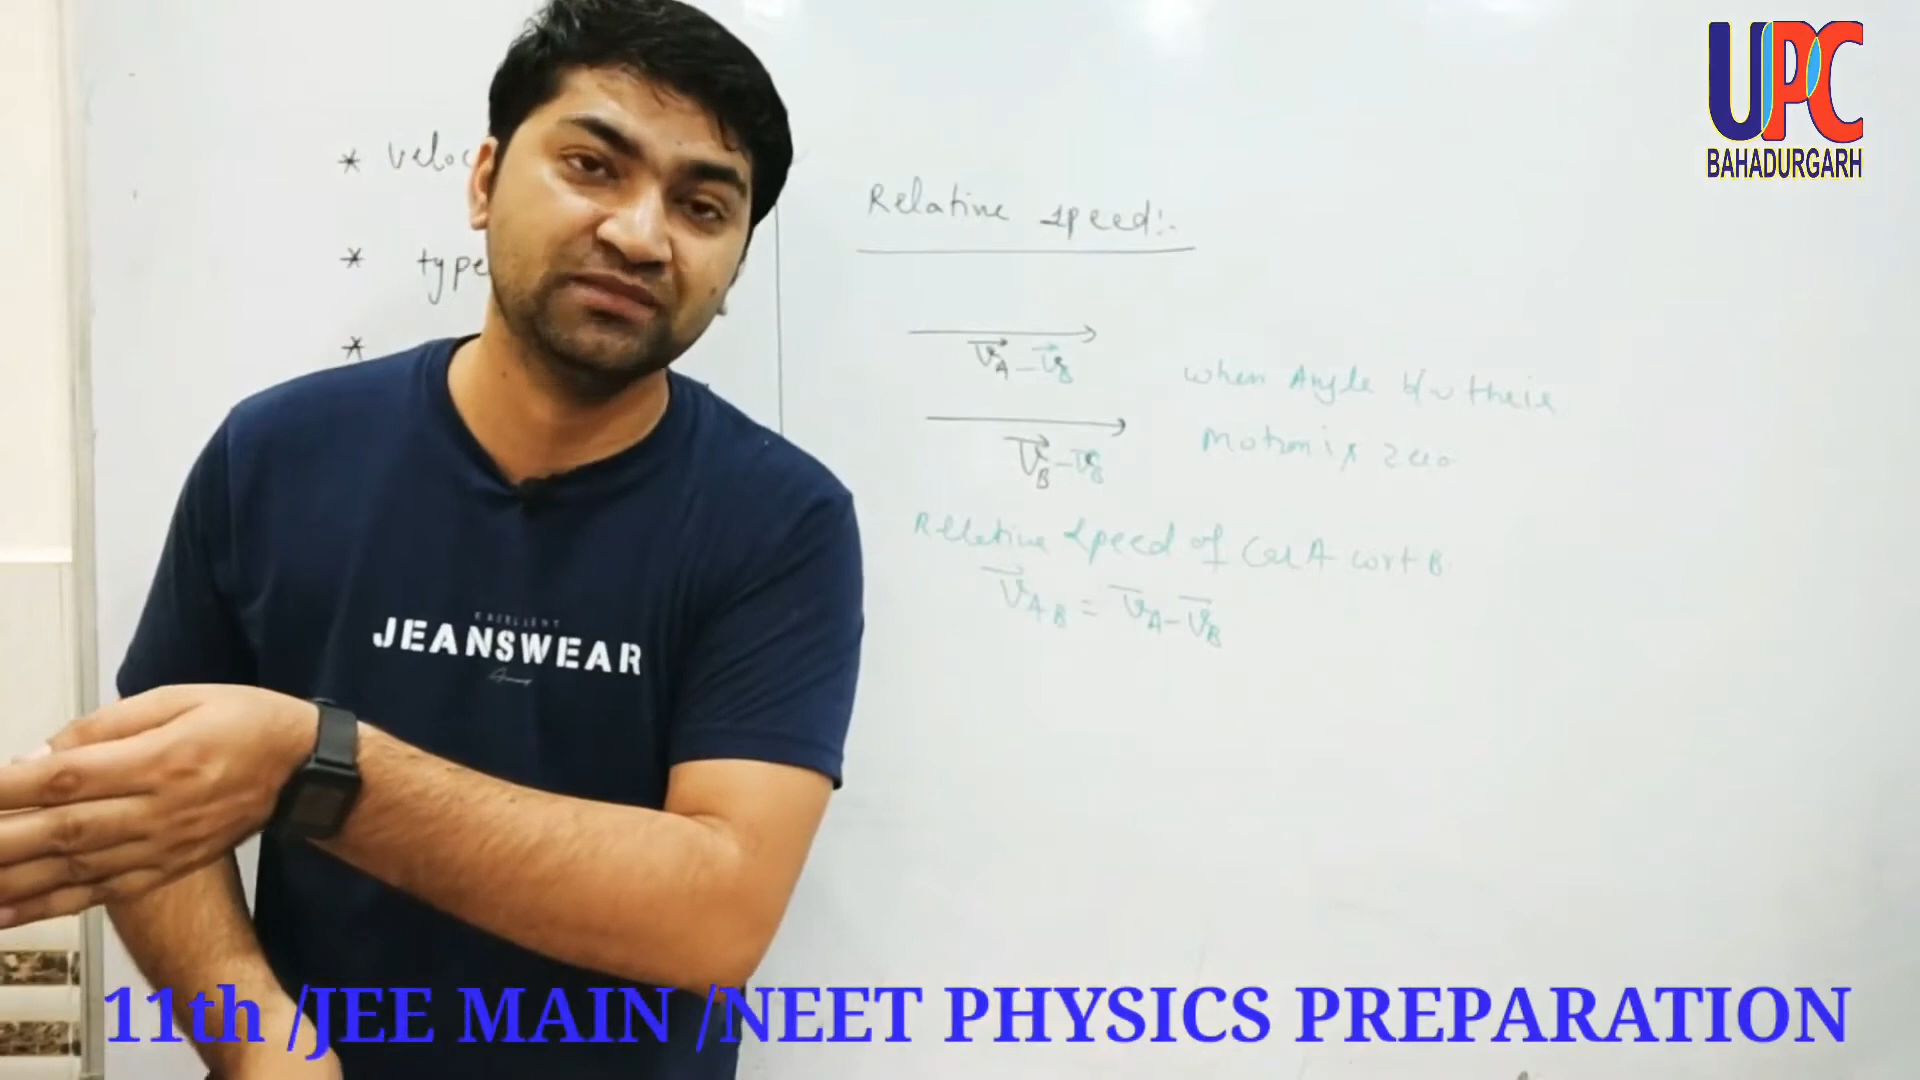 UPC
BAHADURGARH
* veloc
* type
*
Relative speed:-
v⃗A - v⃗B
v⃗B - v⃗B
when Angle b/w their
Motion is zero
Relative speed of Car A wrt B
v⃗AB = v⃗A - v⃗B
EXCELLENT
JEANSWEAR
11th /JEE MAIN /NEET PHYSICS PREPARATION